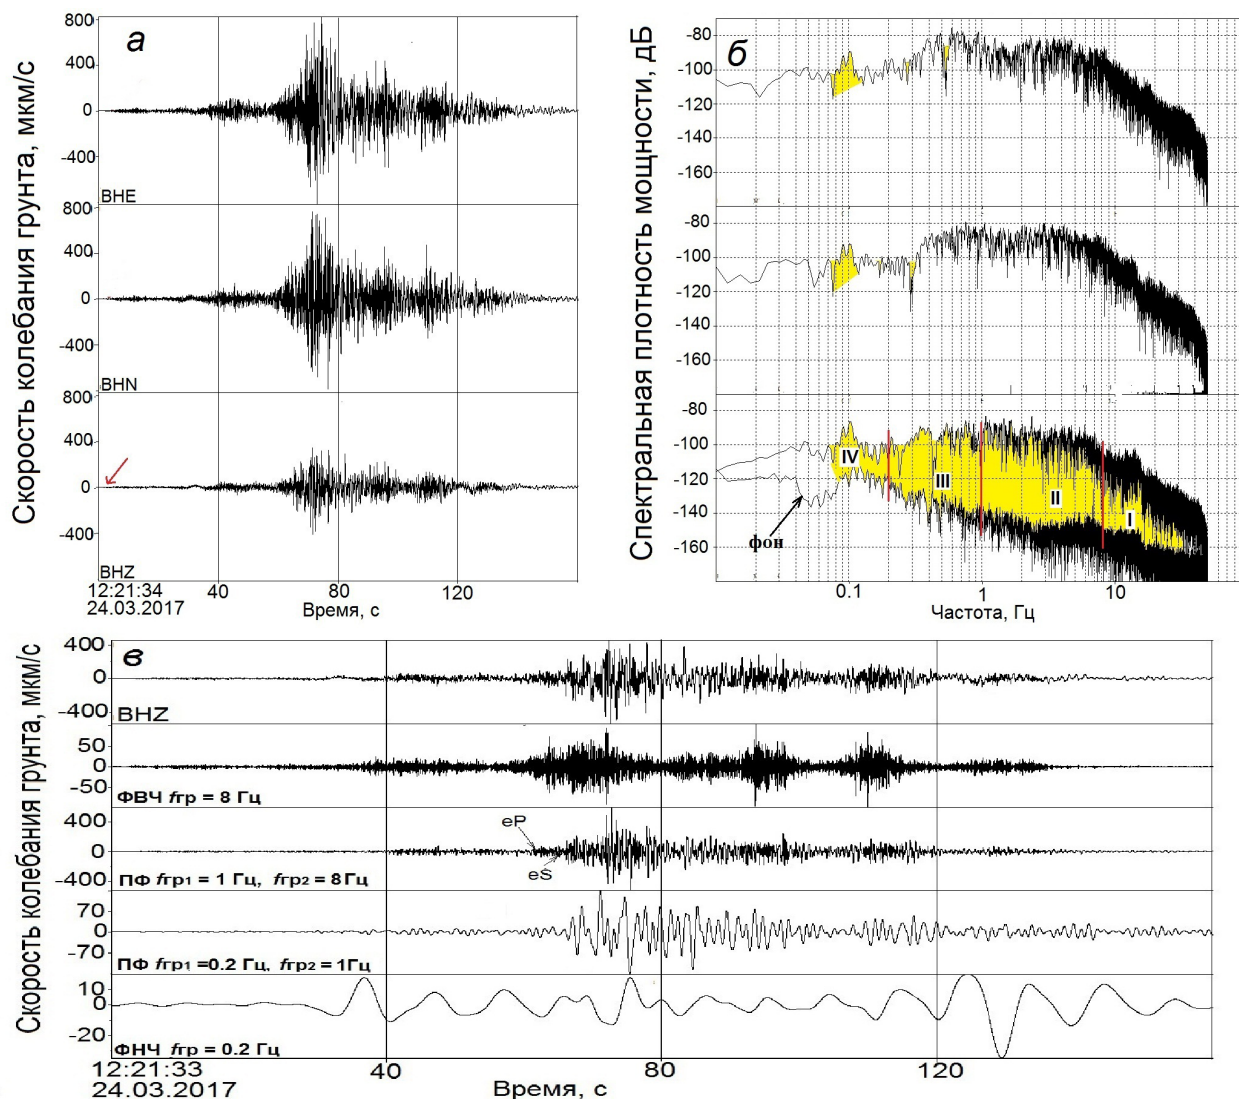 а
Скорость колебания грунта, мкм/с
800
400
0
-400
BHE
800
400
0
-400
BHN
800
400
0
-400
BHZ
12:21:34
24.03.2017
40
80
120
Время, с
б
Спектральная плотность мощности, дБ
-80
-100
-120
-140
-160
-80
-100
-120
-140
-160
-80
-100
-120
-140
-160
IV
III
II
I
фон
0.1
1
10
Частота, Гц
в
Скорость колебания грунта, мкм/с
400
0
-400
BHZ
50
0
-50
ФВЧ fгр = 8 Гц
400
0
-400
eP
eS
ПФ fгр1 = 1 Гц, fгр2 = 8Гц
70
0
-70
ПФ fгр1 =0.2 Гц, fгр2 = 1Гц
10
0
-20
ФНЧ fгр = 0.2 Гц
12:21:33
24.03.2017
40
80
120
Время, с